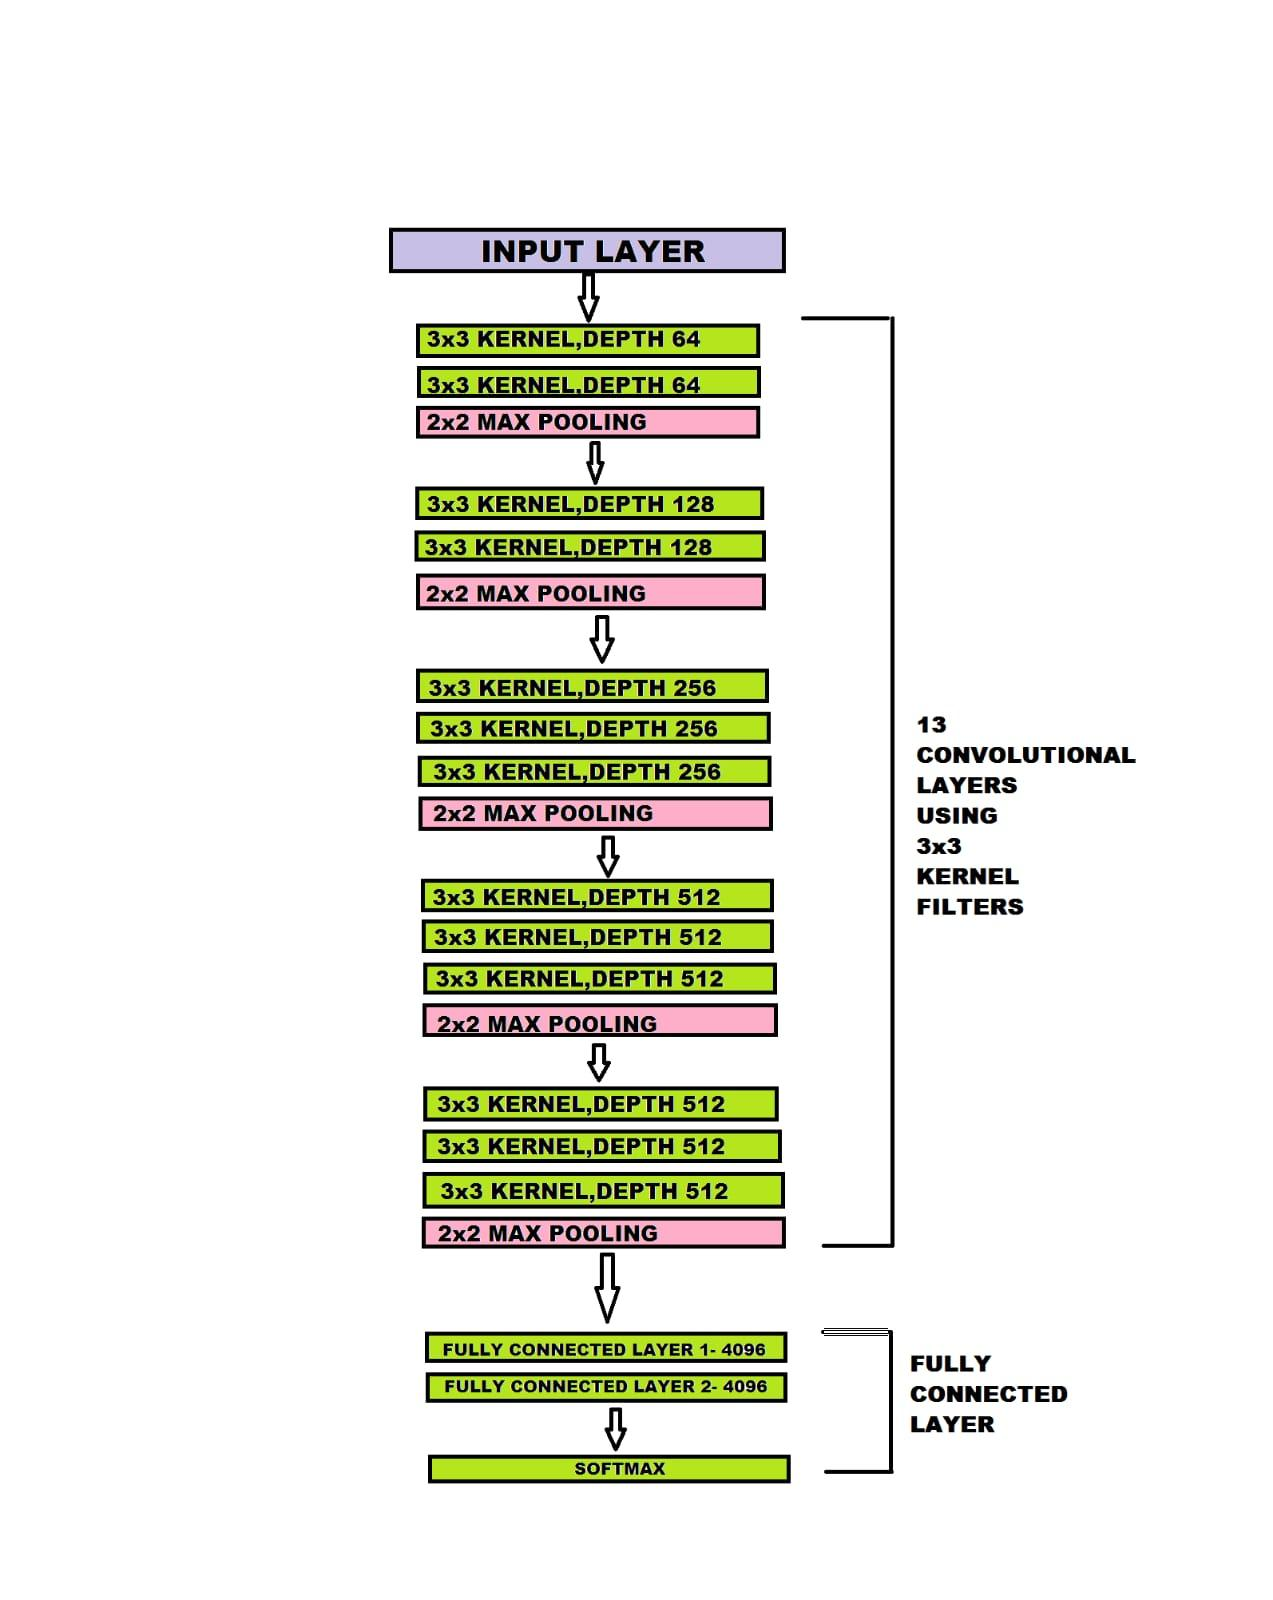 INPUT LAYER
3x3 KERNEL,DEPTH 64
3x3 KERNEL,DEPTH 64
2x2 MAX POOLING
3x3 KERNEL,DEPTH 128
3x3 KERNEL,DEPTH 128
2x2 MAX POOLING
3x3 KERNEL,DEPTH 256
3x3 KERNEL,DEPTH 256
3x3 KERNEL,DEPTH 256
2x2 MAX POOLING
3x3 KERNEL,DEPTH 512
3x3 KERNEL,DEPTH 512
3x3 KERNEL,DEPTH 512
2x2 MAX POOLING
3x3 KERNEL,DEPTH 512
3x3 KERNEL,DEPTH 512
3x3 KERNEL,DEPTH 512
2x2 MAX POOLING
13
CONVOLUTIONAL
LAYERS
USING
3x3
KERNEL
FILTERS
FULLY CONNECTED LAYER 1- 4096
FULLY CONNECTED LAYER 2- 4096
SOFTMAX
FULLY
CONNECTED
LAYER